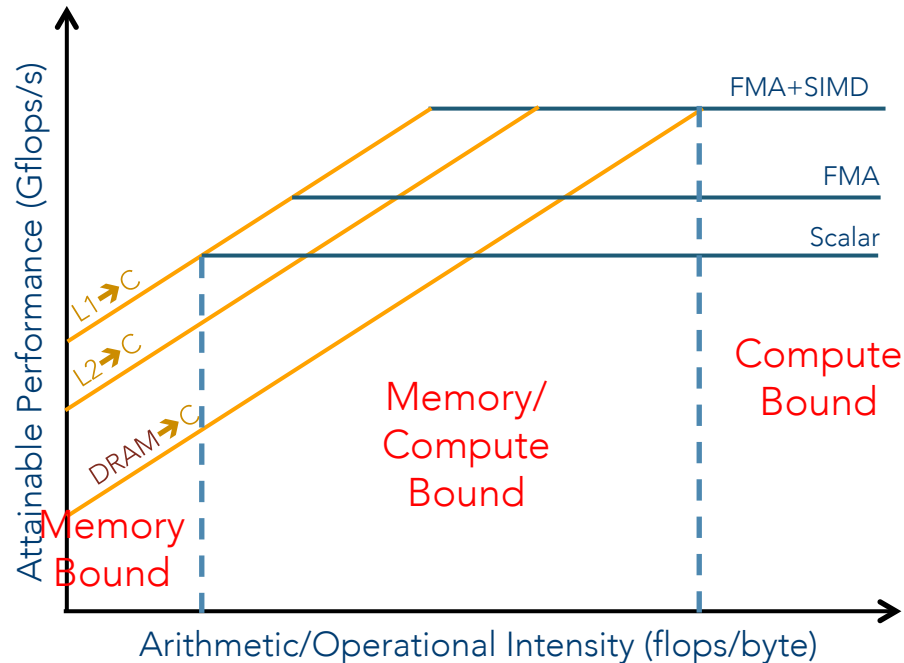 Attainable Performance (Gflops/s)
FMA+SIMD
FMA
Scalar
L1➔C
L2➔C
DRAM➔C
Memory
Bound
Memory/
Compute
Bound
Compute
Bound
Arithmetic/Operational Intensity (flops/byte)